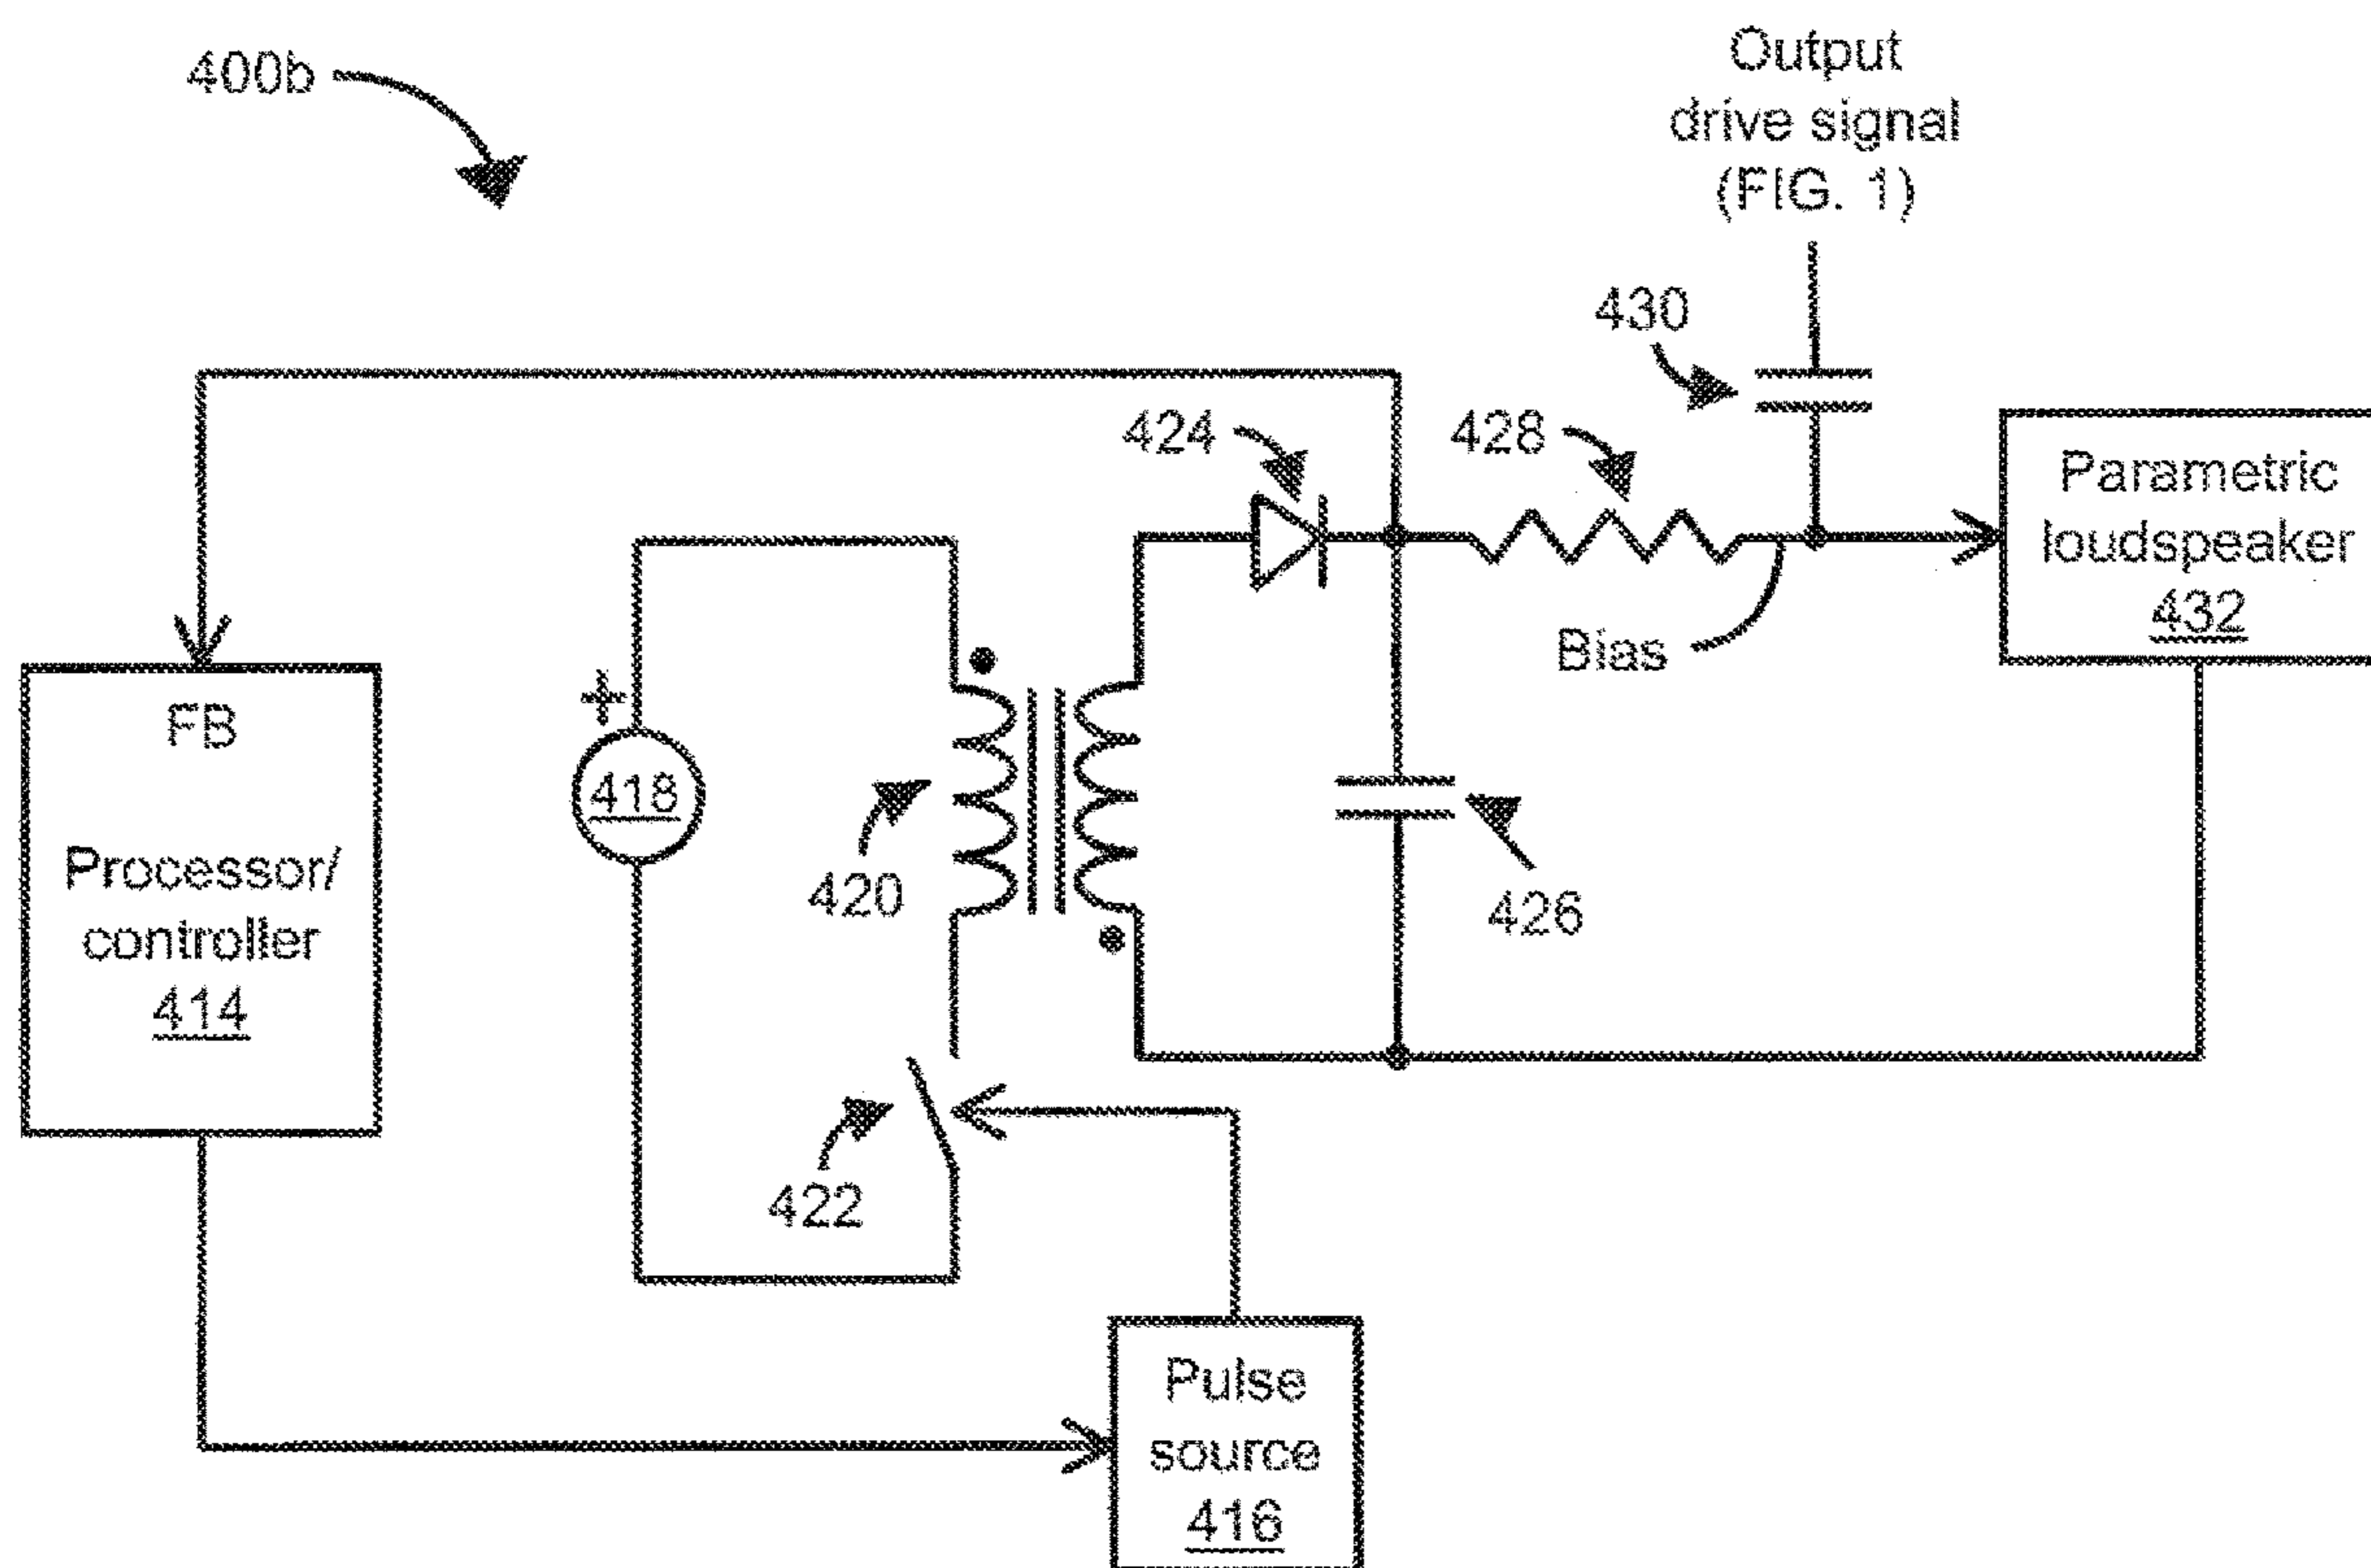 400b
Output
drive signal
(FIG. 1)
430
424
428
Parametric
loudspeaker
432
Bias
FB
Processor/
controller
414
+
418
420
426
422
Pulse
source
416